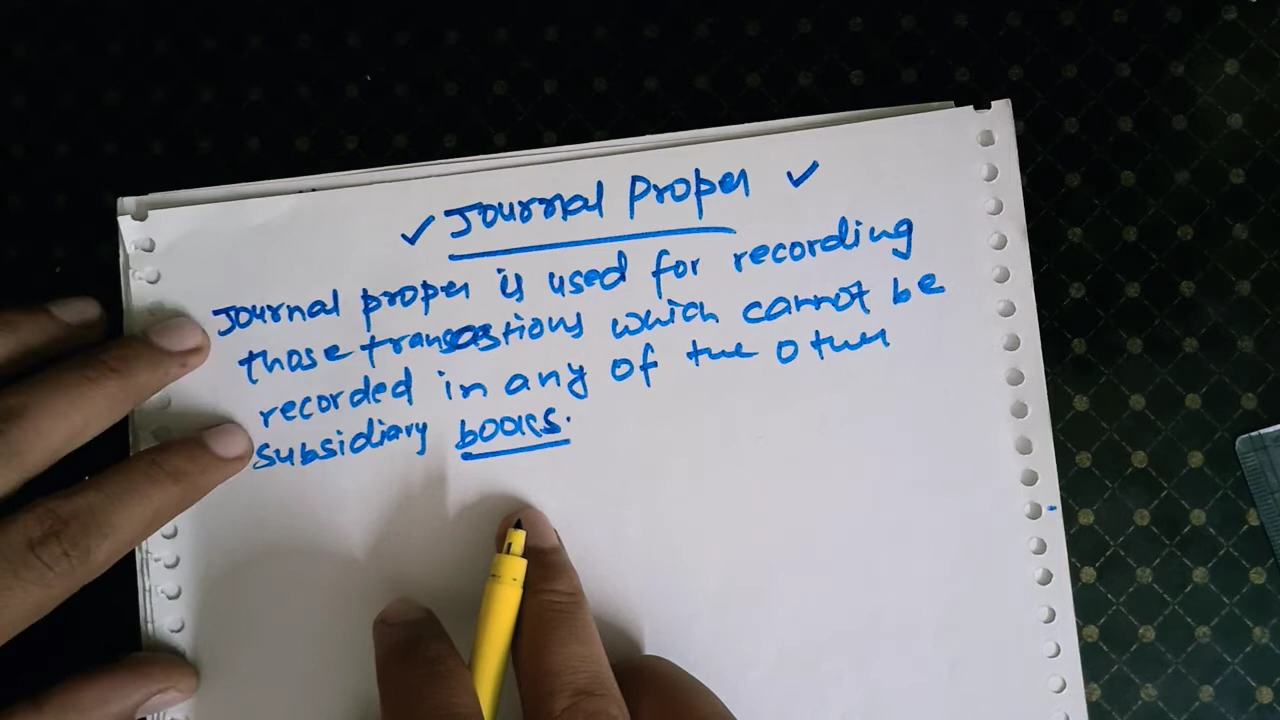 ✓ Journal Proper ✓
Journal proper is used for recording
those transactions which cannot be
recorded in any of the other
subsidiary books.